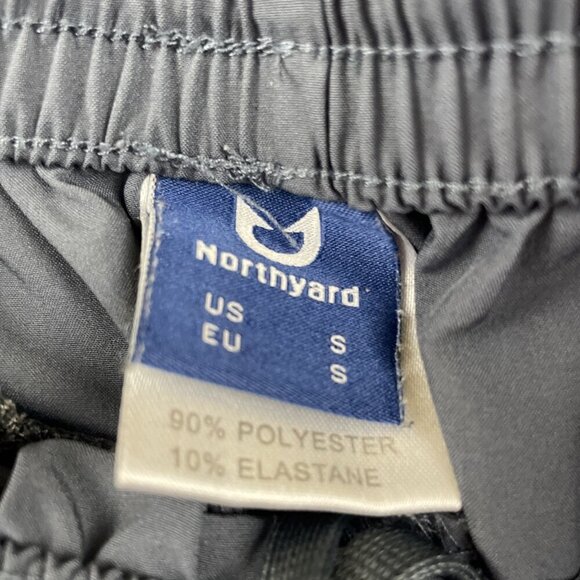 Northyard
US S
EU S
90% POLYESTER
10% ELASTANE